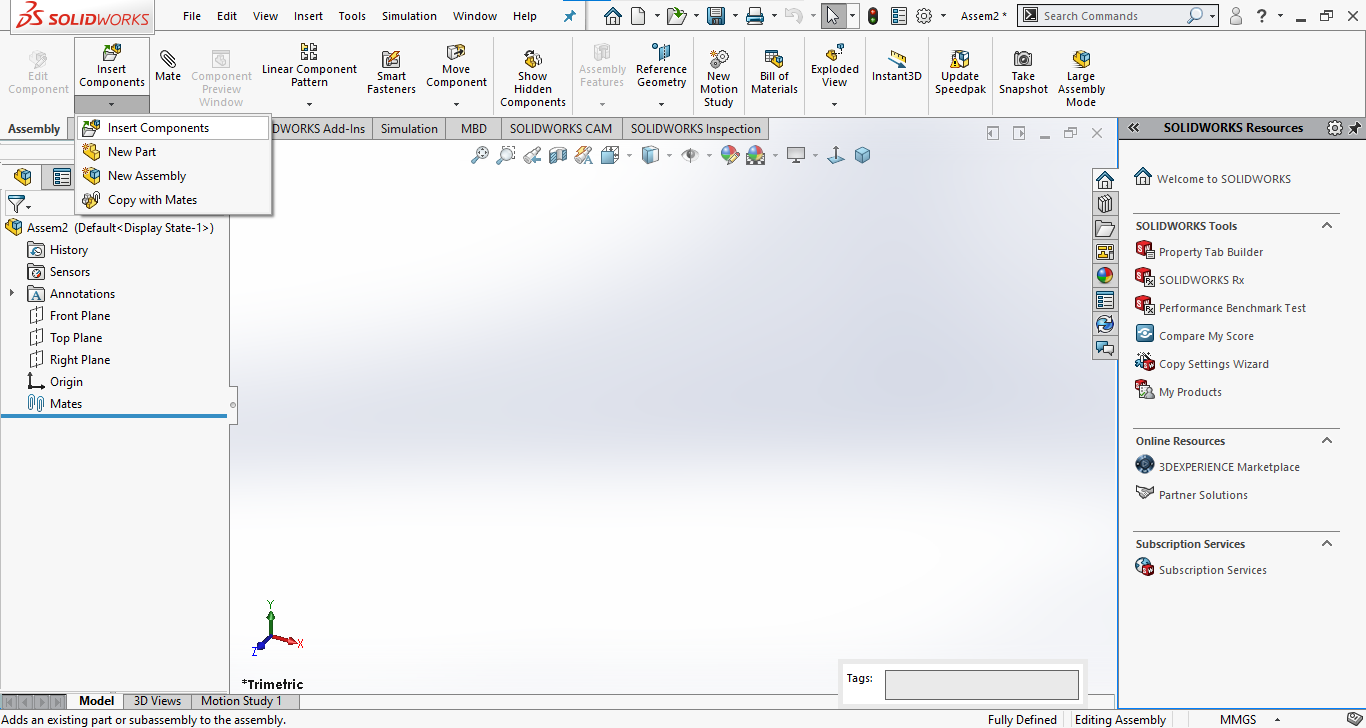 SOLIDWORKS File Edit View Insert Tools Simulation Window Help Assem2 * Search Commands ?
Edit Component
Insert Components
Mate
Component Preview Window
Linear Component Pattern
Smart Fasteners
Move Component
Show Hidden Components
Assembly Features
Reference Geometry
New Motion Study
Bill of Materials
Exploded View
Instant3D
Update Speedpak
Take Snapshot
Large Assembly Mode
Assembly DWORKS Add-Ins Simulation MBD SOLIDWORKS CAM SOLIDWORKS Inspection
Insert Components
New Part
New Assembly
Copy with Mates
Assem2 (Default<Display State-1>)
History
Sensors
Annotations
Front Plane
Top Plane
Right Plane
Origin
Mates
Y
X
Z
*Trimetric
Tags:
SOLIDWORKS Resources
Welcome to SOLIDWORKS
SOLIDWORKS Tools
Property Tab Builder
SOLIDWORKS Rx
Performance Benchmark Test
Compare My Score
Copy Settings Wizard
My Products
Online Resources
3DEXPERIENCE Marketplace
Partner Solutions
Subscription Services
Subscription Services
Model 3D Views Motion Study 1
Adds an existing part or subassembly to the assembly. Fully Defined Editing Assembly MMGS